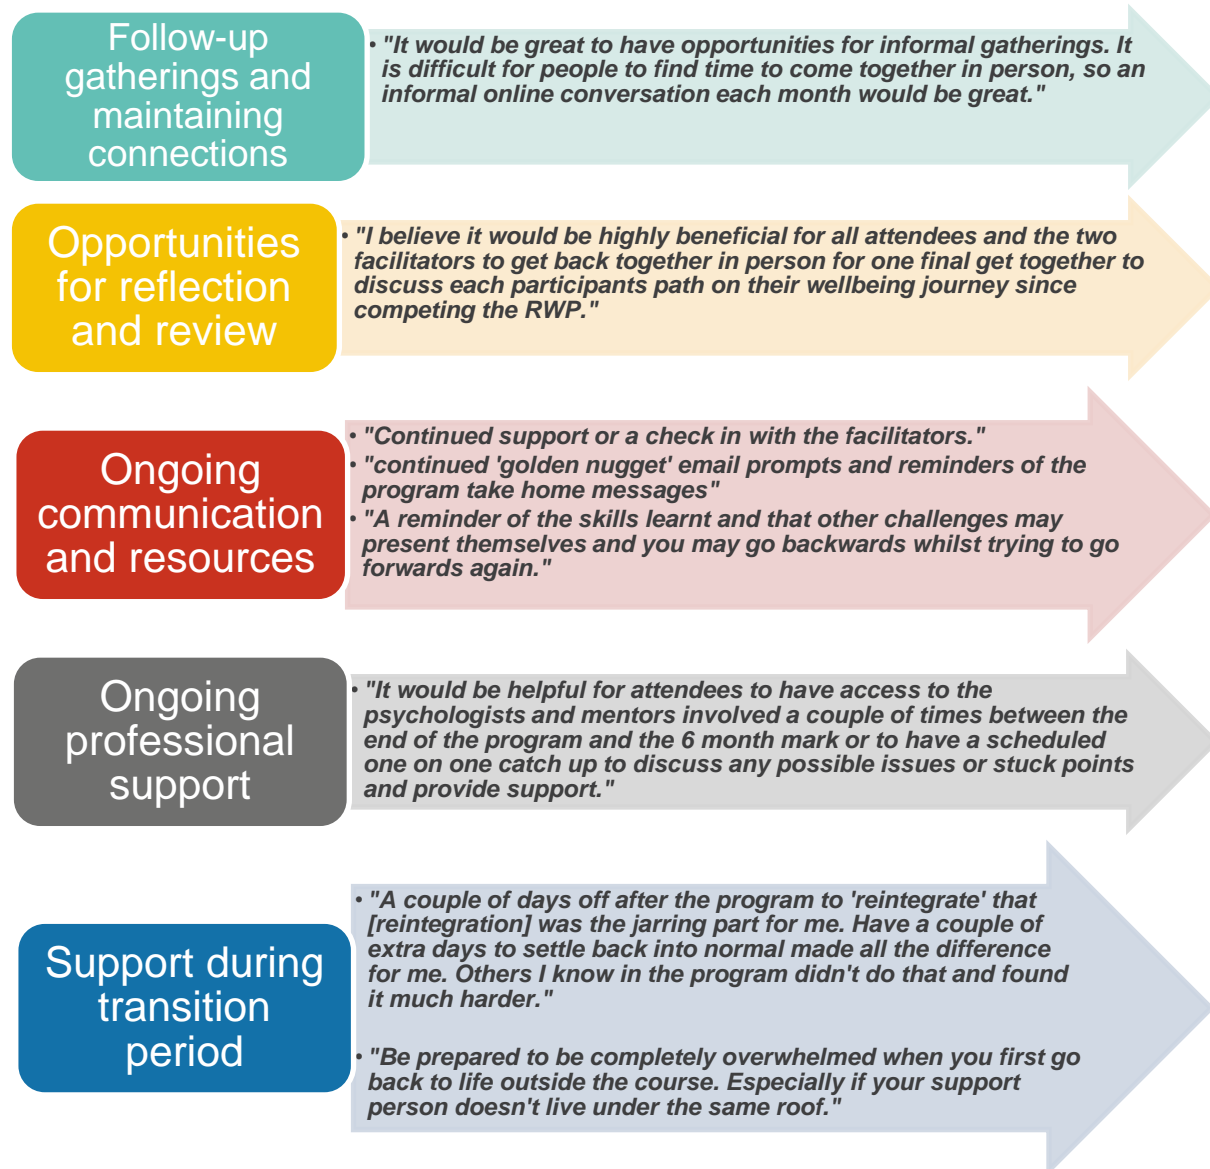 Follow-up
gatherings and
maintaining
connections
• "It would be great to have opportunities for informal gatherings. It
is difficult for people to find time to come together in person, so an
informal online conversation each month would be great."
Opportunities
for reflection
and review
• "I believe it would be highly beneficial for all attendees and the two
facilitators to get back together in person for one final get together to
discuss each participants path on their wellbeing journey since
competing the RWP."
Ongoing
communication
and resources
• "Continued support or a check in with the facilitators."
• "continued 'golden nugget' email prompts and reminders of the
program take home messages"
• "A reminder of the skills learnt and that other challenges may
present themselves and you may go backwards whilst trying to go
forwards again."
Ongoing
professional
support
• "It would be helpful for attendees to have access to the
psychologists and mentors involved a couple of times between the
end of the program and the 6 month mark or to have a scheduled
one on one catch up to discuss any possible issues or stuck points
and provide support."
Support during
transition
period
• "A couple of days off after the program to 'reintegrate' that
[reintegration] was the jarring part for me. Have a couple of
extra days to settle back into normal made all the difference
for me. Others I know in the program didn't do that and found
it much harder."
• "Be prepared to be completely overwhelmed when you first go
back to life outside the course. Especially if your support
person doesn't live under the same roof."